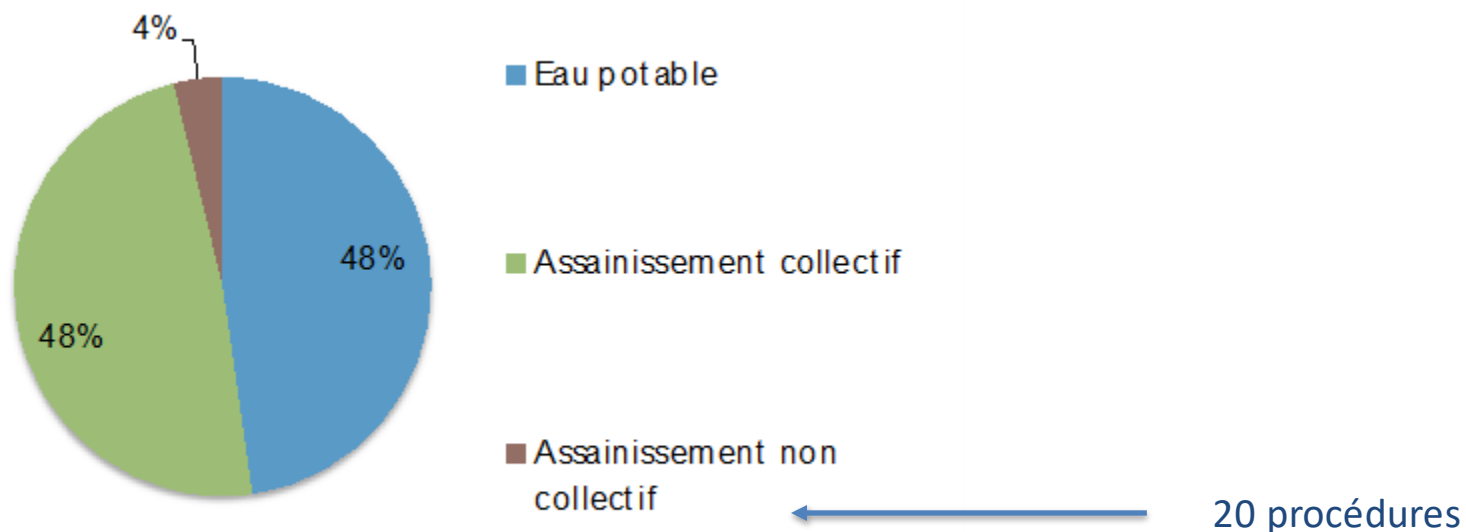 4%
Eau potable
48%
Assainissement collectif
48%
Assainissement non
collectif
20 procédures